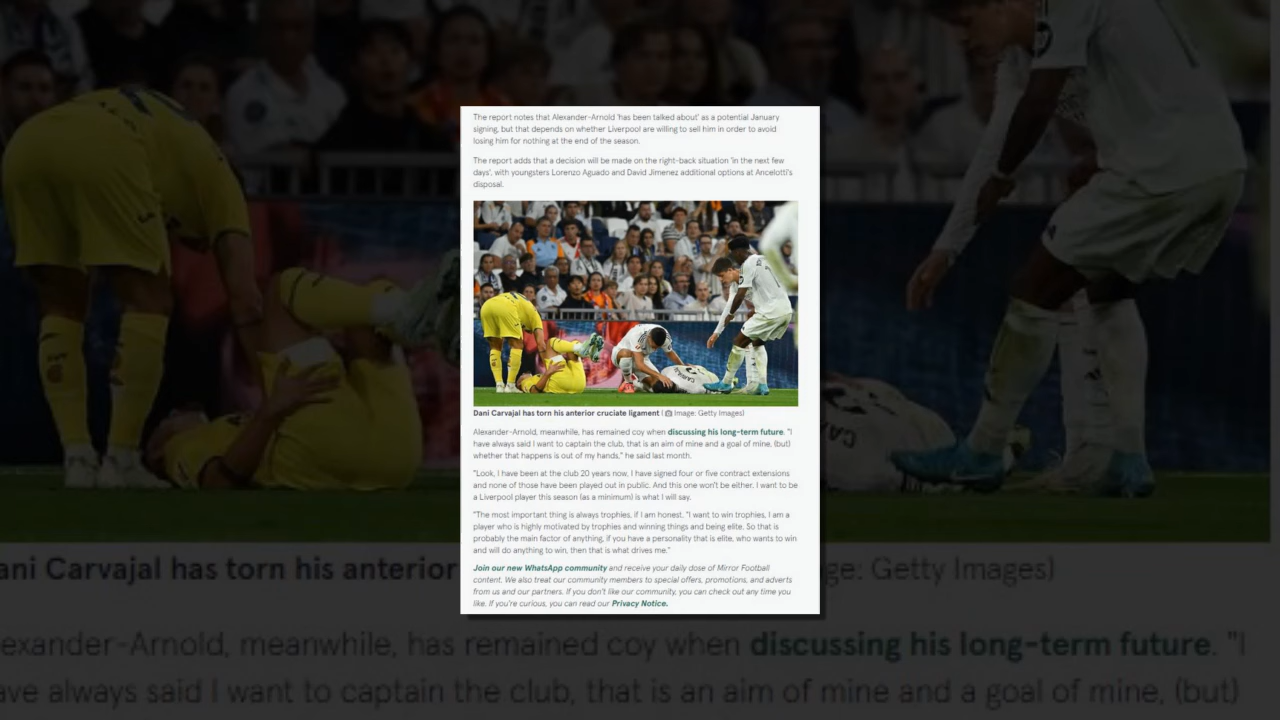 The report notes that Alexander-Arnold 'has been talked about' as a potential January
signing, but that depends on whether Liverpool are willing to sell him in order to avoid
losing him for nothing at the end of the season.
The report adds that a decision will be made on the right-back situation 'in the next few
days', with youngsters Lorenzo Aguado and David Jimenez additional options at Ancelotti's
disposal.
Dani Carvajal has torn his anterior cruciate ligament ( Image: Getty Images)
Alexander-Arnold, meanwhile, has remained coy when discussing his long-term future. "I
have always said I want to captain the club, that is an aim of mine and a goal of mine, (but)
whether that happens is out of my hands," he said last month.
"Look, I have been at the club 20 years now, I have signed four or five contract extensions
and none of those have been played out in public. And this one won't be either. I want to be
a Liverpool player this season (as a minimum) is what I will say.
"The most important thing is always trophies, if I am honest. "I want to win trophies, I am a
player who is highly motivated by trophies and winning things and being elite. So that is
probably the main factor of anything, if you have a personality that is elite, who wants to win
and will do anything to win, then that is what drives me."
Join our new WhatsApp community and receive your daily dose of Mirror Football
content. We also treat our community members to special offers, promotions, and adverts
from us and our partners. If you don't like our community, you can check out any time you
like. If you're curious, you can read our Privacy Notice.
ani Carvajal has torn his anterior
ge: Getty Images)
exander-Arnold, meanwhile, has remained coy when discussing his long-term future. "I
ave always said I want to captain the club, that is an aim of mine and a goal of mine, (but)